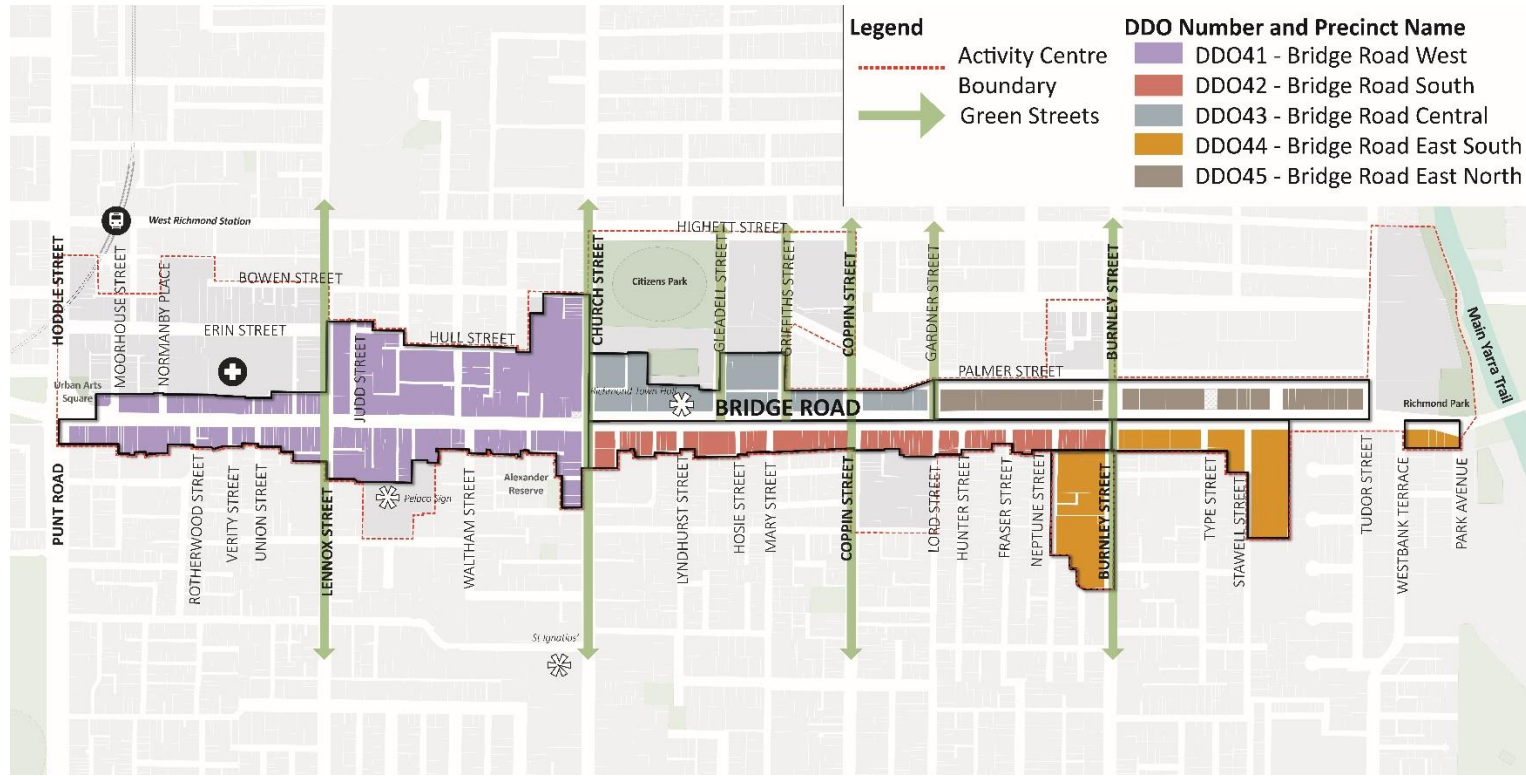 Legend
Activity Centre
Boundary
Green Streets
DDO Number and Precinct Name
DDO41 - Bridge Road West
DDO42 - Bridge Road South
DDO43 - Bridge Road Central
DDO44 - Bridge Road East South
DDO45 - Bridge Road East North
West Richmond Station
HIGHETT STREET
HODDLE STREET
MOORHOUSE STREET
NORMANBY PLACE
BOWEN STREET
ERIN STREET
Urban Arts
Square
JUDD STREET
HULL STREET
CHURCH STREET
Citizens Park
GLEADELL STREET
GRIFFITHS STREET
COPPIN STREET
GARDNER STREET
PALMER STREET
BURNLEY STREET
Main Yarra Trail
Richmond Town Hall
BRIDGE ROAD
Richmond Park
PUNT ROAD
ROTHERWOOD STREET
VERITY STREET
UNION STREET
LENNOX STREET
Pelaco Sign
WALTHAM STREET
Alexander
Reserve
LYNDHURST STREET
HOSIE STREET
MARY STREET
COPPIN STREET
LORD STREET
HUNTER STREET
FRASER STREET
NEPTUNE STREET
BURNLEY STREET
TYPE STREET
STAWELL STREET
TUDOR STREET
WESTBANK TERRACE
PARK AVENUE
St Ignatius'